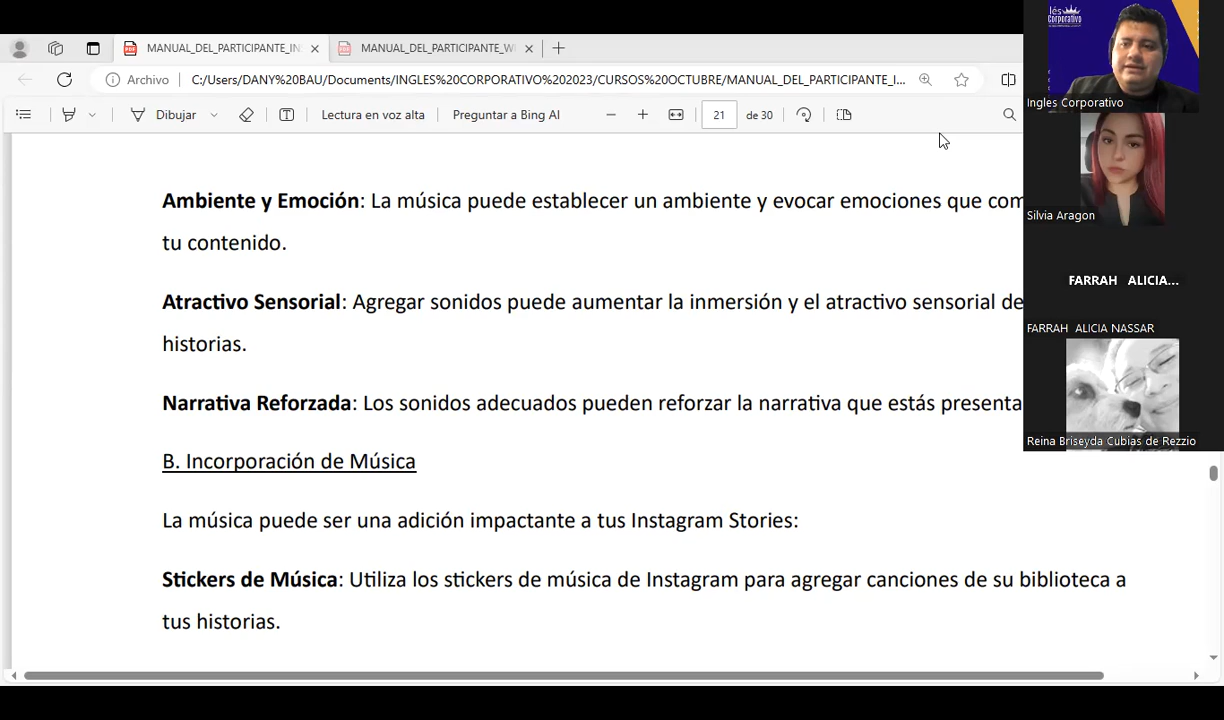 MANUAL_DEL_PARTICIPANTE_IN
MANUAL_DEL_PARTICIPANTE_W
Archivo
C:/Users/DANY%20BAU/Documents/INGLES%20CORPORATIVO%202023/CURSOS%20OCTUBRE/MANUAL_DEL_PARTICIPANTE_I...
Dibujar
Lectura en voz alta
Preguntar a Bing AI
21
de 30
Ambiente y Emoción: La música puede establecer un ambiente y evocar emociones que com
tu contenido.
Atractivo Sensorial: Agregar sonidos puede aumentar la inmersión y el atractivo sensorial de
historias.
Narrativa Reforzada: Los sonidos adecuados pueden reforzar la narrativa que estás presenta
B. Incorporación de Música
La música puede ser una adición impactante a tus Instagram Stories:
Stickers de Música: Utiliza los stickers de música de Instagram para agregar canciones de su biblioteca a
tus historias.
lés
Corporativo
Ingles Corporativo
Silvia Aragon
FARRAH ALICIA...
FARRAH ALICIA NASSAR
Reina Briseyda Cubias de Rezzio